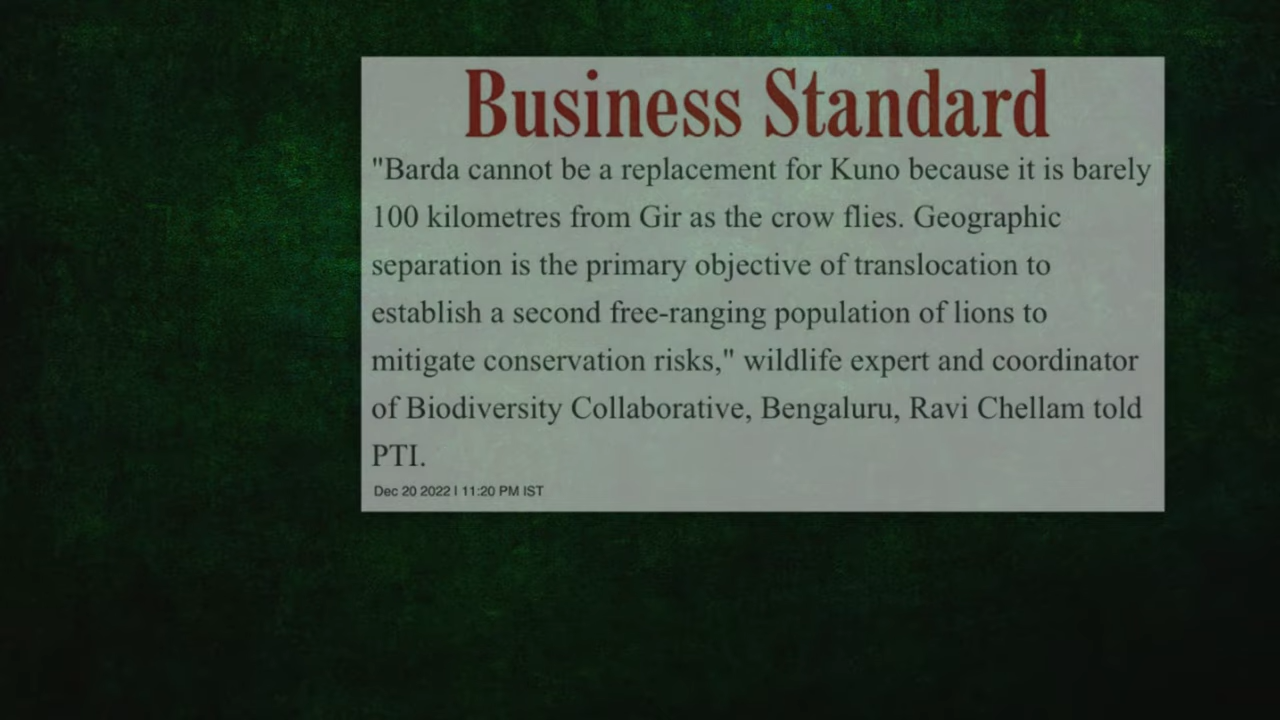 Business Standard
"Barda cannot be a replacement for Kuno because it is barely
100 kilometres from Gir as the crow flies. Geographic
separation is the primary objective of translocation to
establish a second free-ranging population of lions to
mitigate conservation risks," wildlife expert and coordinator
of Biodiversity Collaborative, Bengaluru, Ravi Chellam told
PTI.
Dec 20 2022 | 11:20 PM IST